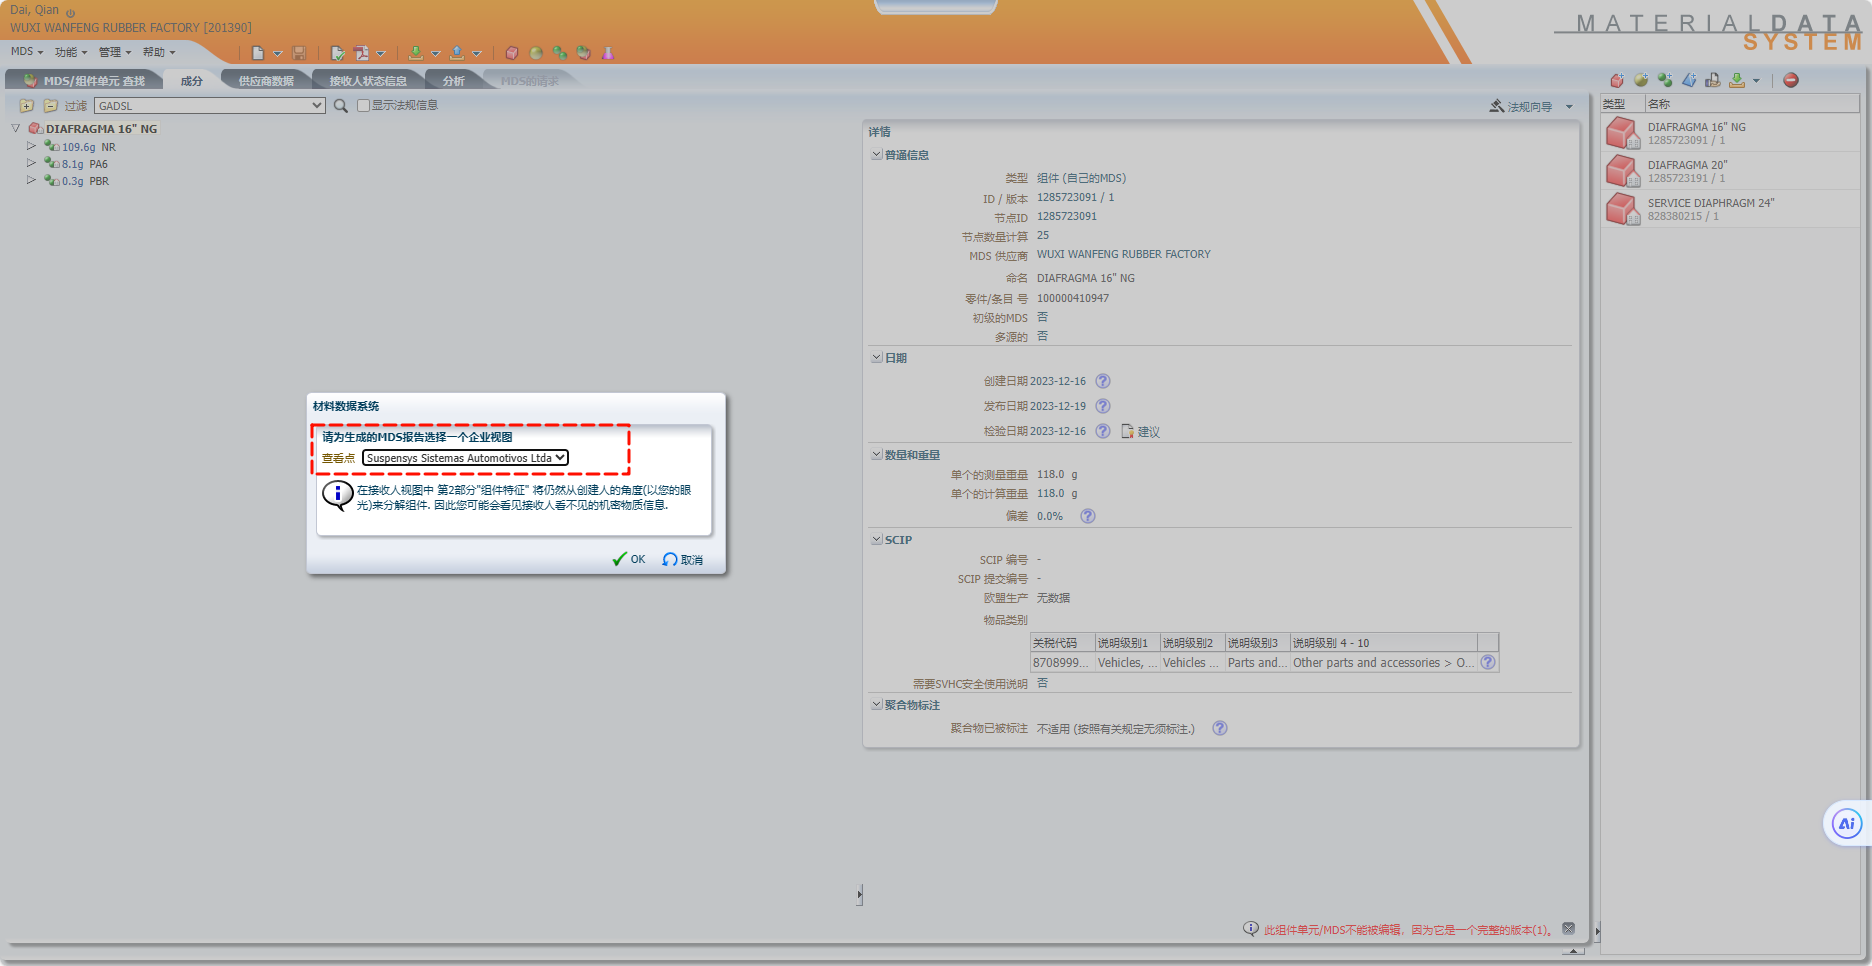 Dai, Qian
WUXI WANFENG RUBBER FACTORY [201390]
MATERIALDATA
SYSTEM
MDS 功能 管理 帮助
MDS/组件单元 查找 成分 供应商数据 接收人状态信息 分析 MDS的请求
过滤 GADSL 显示法规信息
法规向导
DIAFRAGMA 16" NG
109.6g NR
8.1g PA6
0.3g PBR
详情
普通信息
类型 组件 (自己的MDS)
ID / 版本 1285723091 / 1
节点ID 1285723091
节点数量计算 25
MDS 供应商 WUXI WANFENG RUBBER FACTORY
命名 DIAFRAGMA 16" NG
零件/条目 号 100000410947
初级的MDS 否
多源的 否
日期
创建日期 2023-12-16
发布日期 2023-12-19
检验日期 2023-12-16 建议
数量和重量
单个的测量重量 118.0 g
单个的计算重量 118.0 g
偏差 0.0%
SCIP
SCIP 编号 -
SCIP 提交编号 -
欧盟生产 无数据
物品类别
关税代码 说明级别1 说明级别2 说明级别3 说明级别 4 - 10
8708999... Vehicles, ... Vehicles ... Parts and... Other parts and accessories > O...
需要SVHC安全使用说明 否
聚合物标注
聚合物已被标注 不适用 (按照有关规定无须标注.)
此组件单元/MDS不能被编辑，因为它是一个完整的版本(1)。
类型 名称
DIAFRAGMA 16" NG
1285723091 / 1
DIAFRAGMA 20"
1285723191 / 1
SERVICE DIAPHRAGM 24"
828380215 / 1
材料数据系统
请为生成的MDS报告选择一个企业视图
查看点 Suspensys Sistemas Automotivos Ltda
在接收人视图中 第2部分"组件特征" 将仍然从创建人的角度(以您的眼
光)来分解组件. 因此您可能会看见接收人看不见的机密物质信息.
OK 取消
Ai